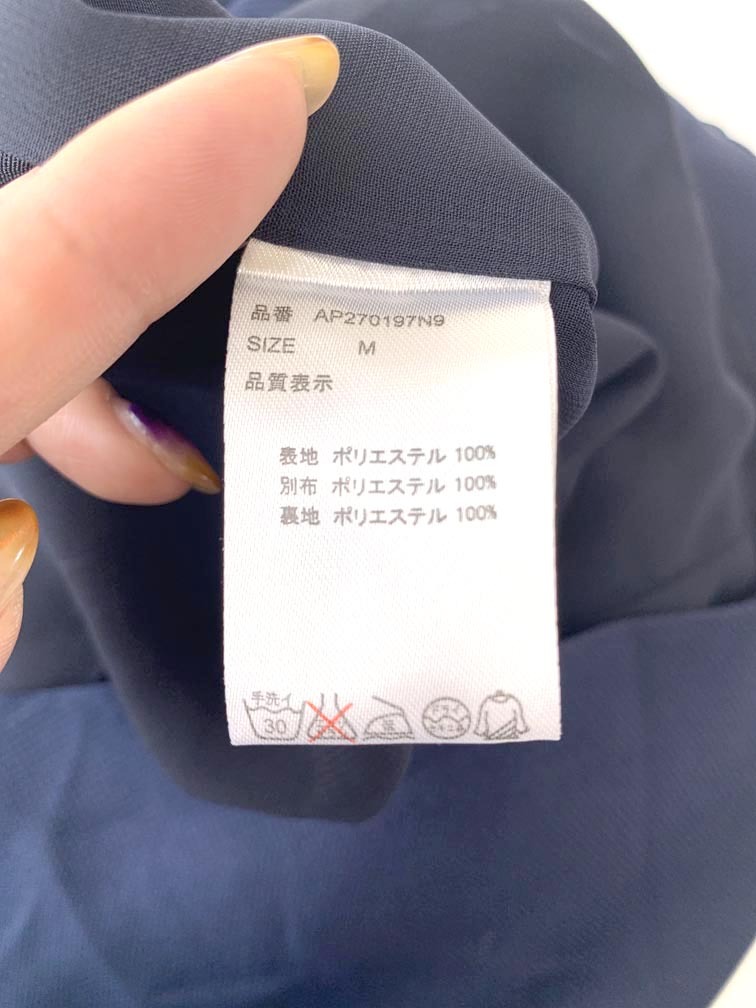 品番 AP270197N9
SIZE M
品質表示
表地 ポリエステル 100%
別布 ポリエステル 100%
裏地 ポリエステル 100%
手洗イ
30